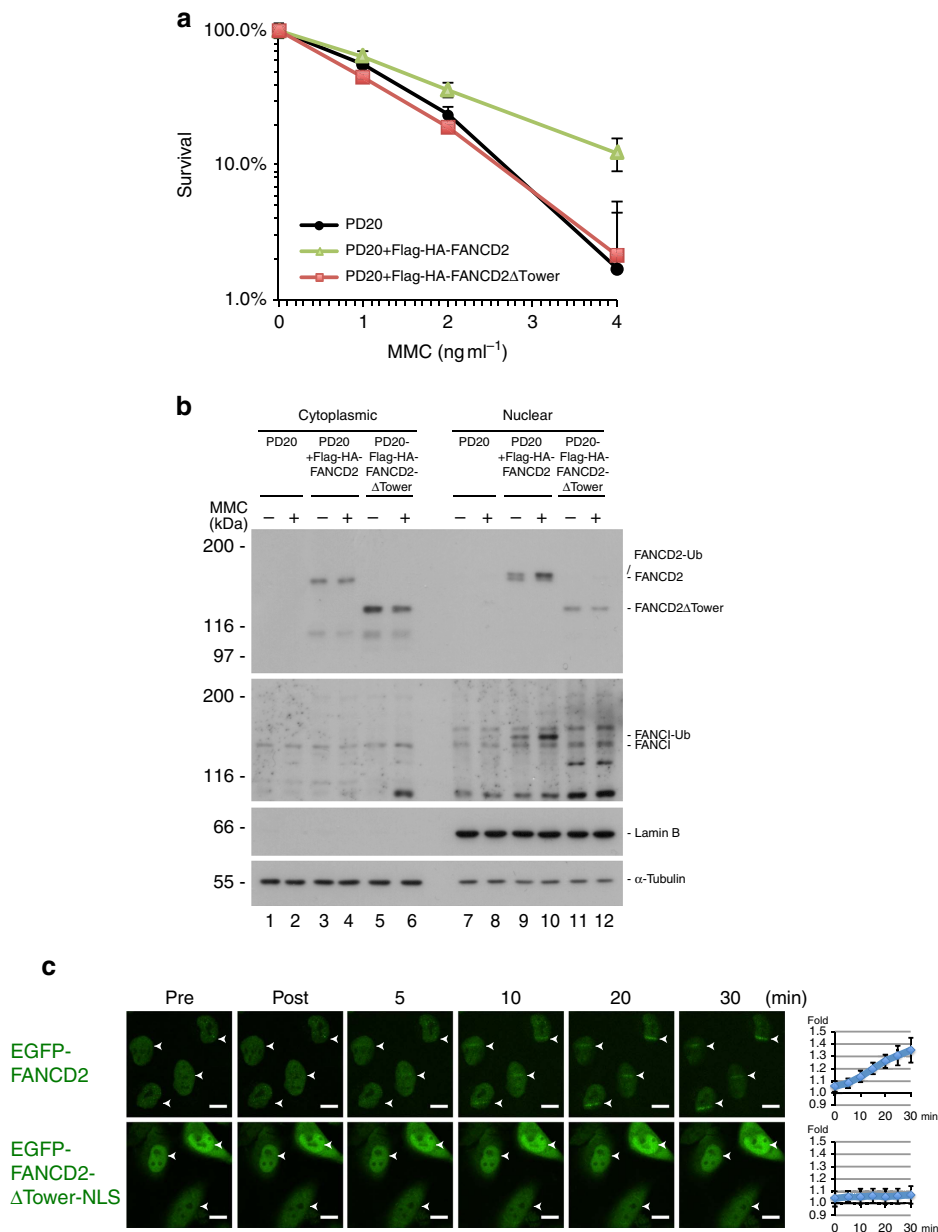 a
100.0%
10.0%
1.0%
Survival
PD20
PD20+Flag-HA-FANCD2
PD20+Flag-HA-FANCD2ΔTower
0 1 2 3 4
MMC (ng ml⁻¹)
b
Cytoplasmic Nuclear
PD20 PD20 +Flag-HA-FANCD2 PD20-Flag-HA-FANCD2-ΔTower PD20 PD20 +Flag-HA-FANCD2 PD20-Flag-HA-FANCD2-ΔTower
MMC – + – + – + – + – + – +
(kDa)
200 -
116 -
97 -
FANCD2-Ub
/
- FANCD2
- FANCD2ΔTower
200 -
116 -
- FANCI-Ub
- FANCI
66 -
- Lamin B
55 -
- α-Tubulin
1 2 3 4 5 6 7 8 9 10 11 12
c
Pre Post 5 10 20 30 (min)
EGFP-
FANCD2
Fold
1.5
1.4
1.3
1.2
1.1
1.0
0.9
0 10 20 30 min
EGFP-
FANCD2-
ΔTower-NLS
1.5
1.4
1.3
1.2
1.1
1.0
0.9
0 10 20 30 min